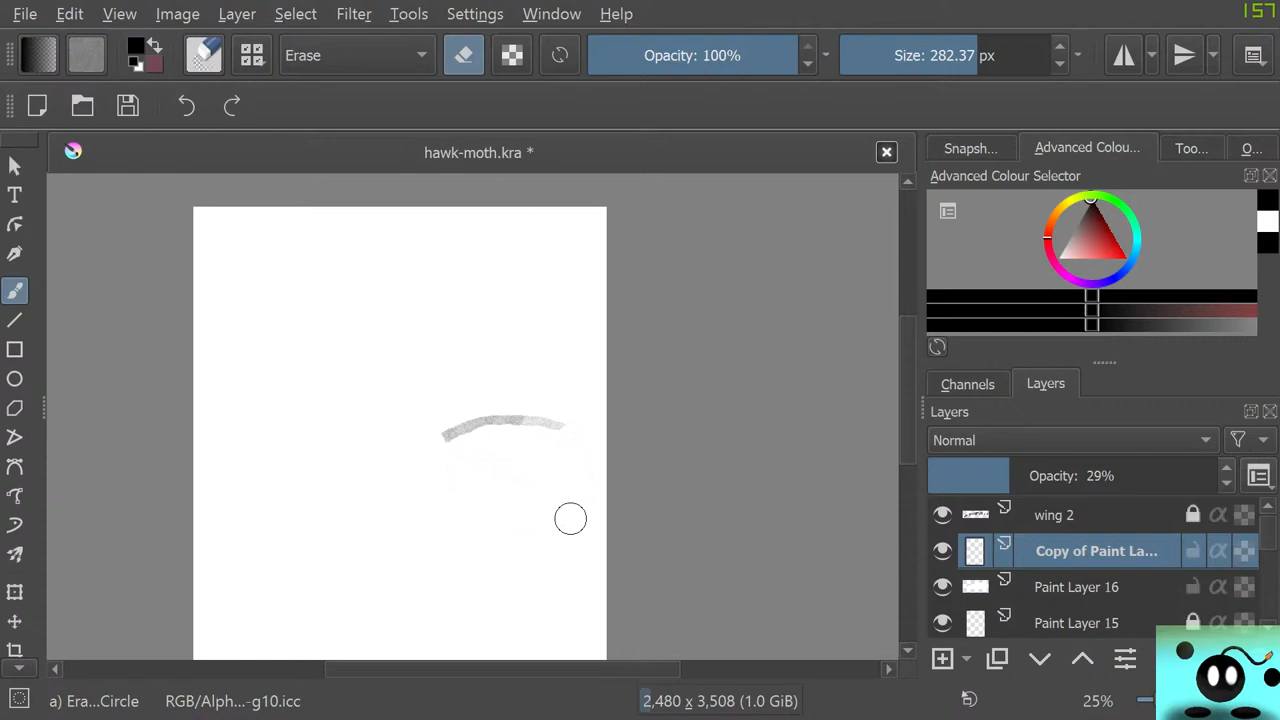 File Edit View Image Layer Select Filter Tools Settings Window Help 157
Erase Opacity: 100% Size: 282.37 px
hawk-moth.kra *
Snapsh... Advanced Colou... Too... O...
Advanced Colour Selector
Channels Layers
Layers
Normal
Opacity: 29%
wing 2
Copy of Paint La...
Paint Layer 16
Paint Layer 15
a) Era...Circle RGB/Alph...-g10.icc 2,480 x 3,508 (1.0 GiB) 25%